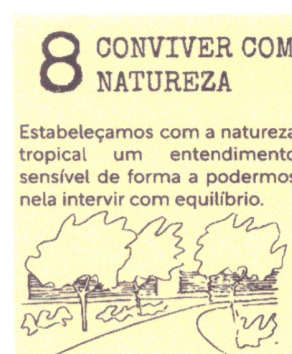 8 CONVIVER COM
NATUREZA
Estabeleçamos com a natureza
tropical um entendimento
sensível de forma a podermos
nela intervir com equilíbrio.